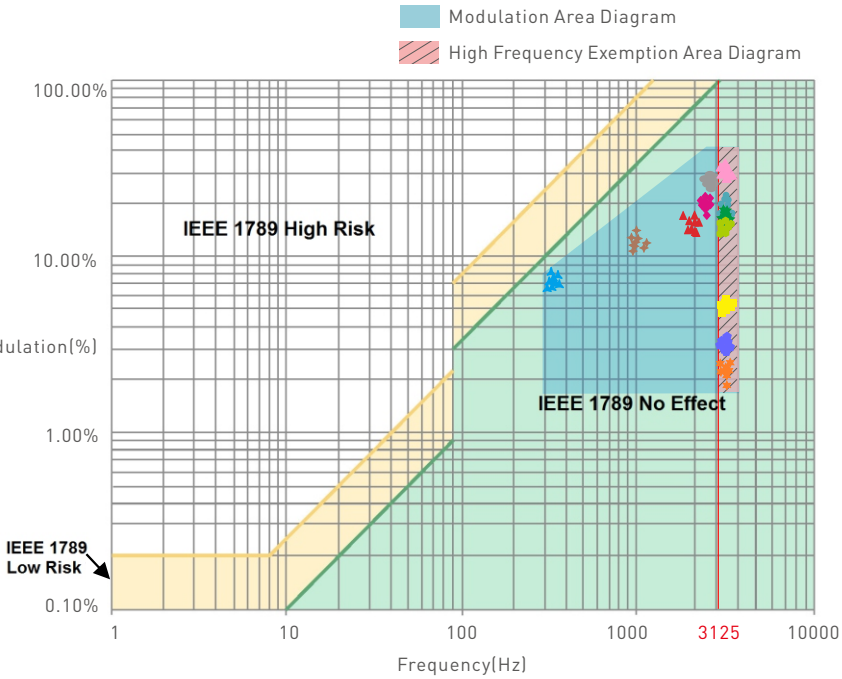 Modulation Area Diagram
High Frequency Exemption Area Diagram
100.00%
IEEE 1789 High Risk
10.00%
dulation(%)
IEEE 1789 No Effect
1.00%
IEEE 1789
Low Risk
0.10%
1 10 100 1000 3125 10000
Frequency(Hz)